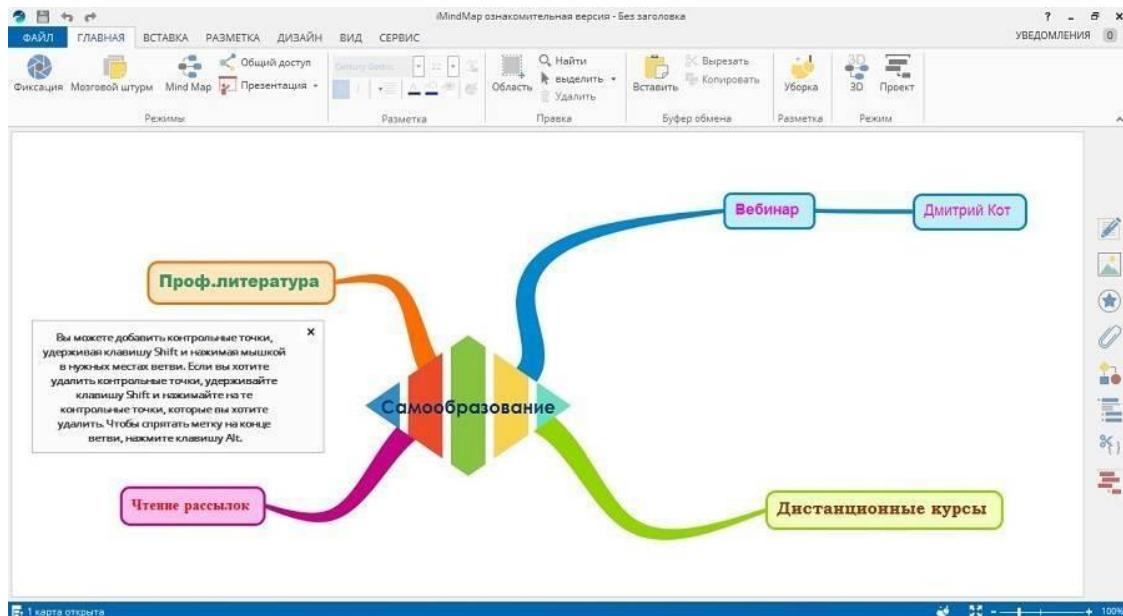 iMindMap ознакомительная версия - Без заголовка
?
ФАЙЛ ГЛАВНАЯ ВСТАВКА РАЗМЕТКА ДИЗАЙН ВИД СЕРВИС УВЕДОМЛЕНИЯ 0
Фиксация Мозговой штурм Mind Map Общий доступ
Презентация
Century Gothic 22
Область Найти
выделить
Удалить
Вставить Вырезать
Копировать
Уборка 3D Проект
Режимы Разметка Правка Буфер обмена Разметка Режим
Вебинар Дмитрий Кот
Проф.литература
Вы можете добавить контрольные точки,
удерживая клавишу Shift и нажимая мышкой
в нужных местах ветви. Если вы хотите
удалить контрольные точки, удерживайте
клавишу Shift и нажимайте на те
контрольные точки, которые вы хотите
удалить. Чтобы спрятать метку на конце
ветви, нажмите клавишу Alt.
Самообразование
Чтение рассылок
Дистанционные курсы
1 карта открыта 100%